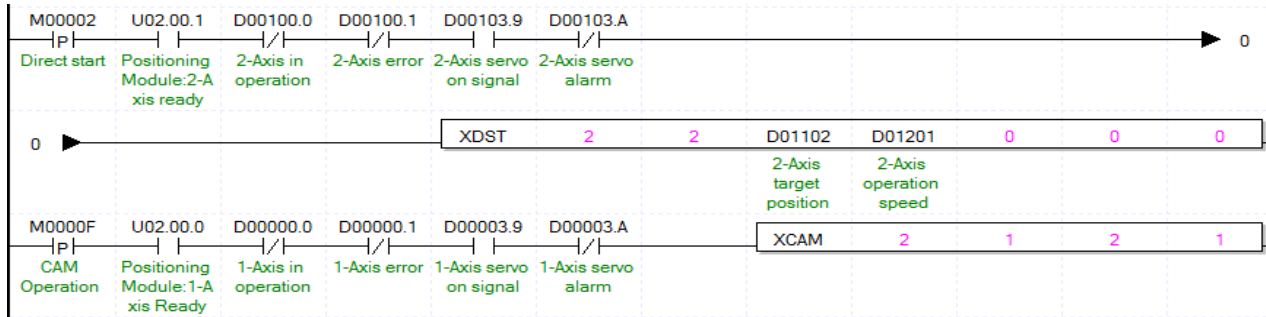 M00002 U02.00.1 D00100.0 D00100.1 D00103.9 D00103.A
P
0
Direct start Positioning 2-Axis in 2-Axis error 2-Axis servo 2-Axis servo
Module:2-A operation on signal alarm
xis ready
0 XDST 2 2 D01102 D01201 0 0 0
2-Axis 2-Axis
target operation
position speed
M0000F U02.00.0 D00000.0 D00000.1 D00003.9 D00003.A
P XCAM 2 1 2 1
CAM Positioning 1-Axis in 1-Axis error 1-Axis servo 1-Axis servo
Operation Module:1-A operation on signal alarm
xis Ready